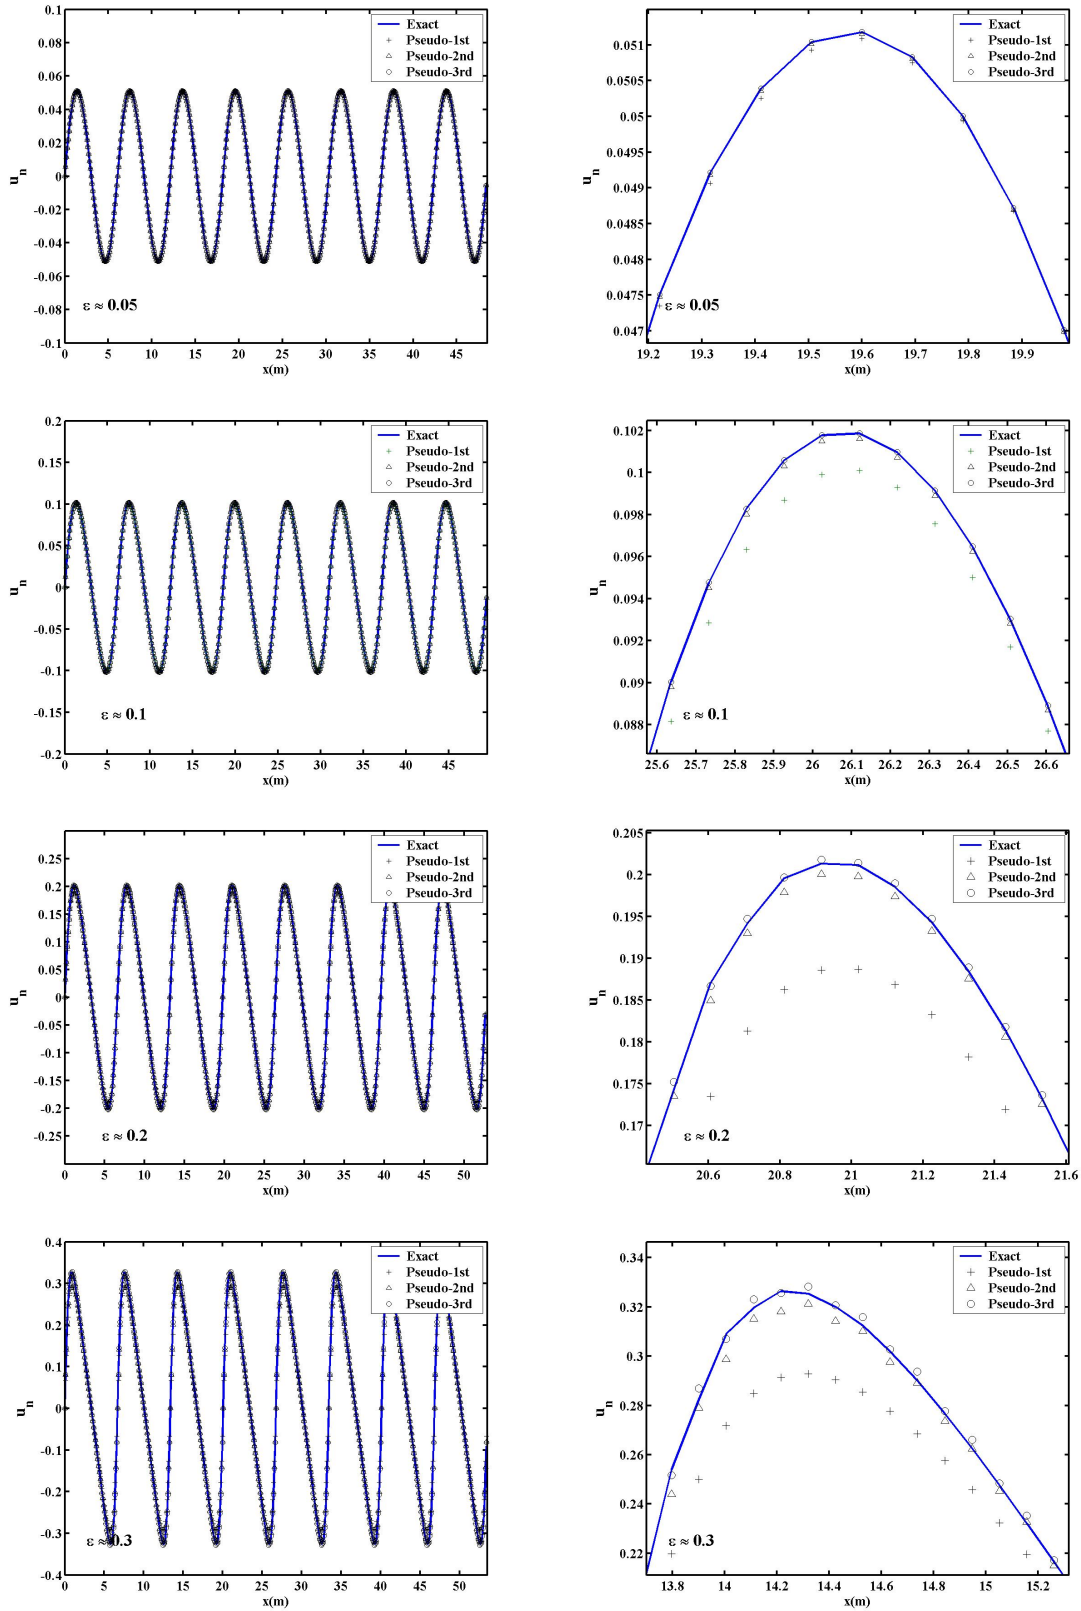 Exact
Pseudo-1st
Pseudo-2nd
Pseudo-3rd
0.1
0.08
0.06
0.04
0.02
0
-0.02
-0.04
-0.06
-0.08
-0.1
u_n
ε ≈ 0.05
0 5 10 15 20 25 30 35 40 45
x(m)
Exact
Pseudo-1st
Pseudo-2nd
Pseudo-3rd
0.051
0.0505
0.05
0.0495
0.049
0.0485
0.048
0.0475
0.047
u_n
ε ≈ 0.05
19.2 19.3 19.4 19.5 19.6 19.7 19.8 19.9
x(m)
Exact
Pseudo-1st
Pseudo-2nd
Pseudo-3rd
0.2
0.15
0.1
0.05
0
-0.05
-0.1
-0.15
-0.2
u_n
ε ≈ 0.1
0 5 10 15 20 25 30 35 40 45
x(m)
Exact
Pseudo-1st
Pseudo-2nd
Pseudo-3rd
0.102
0.1
0.098
0.096
0.094
0.092
0.09
0.088
u_n
ε ≈ 0.1
25.6 25.7 25.8 25.9 26 26.1 26.2 26.3 26.4 26.5 26.6
x(m)
Exact
Pseudo-1st
Pseudo-2nd
Pseudo-3rd
0.25
0.2
0.15
0.1
0.05
0
-0.05
-0.1
-0.15
-0.2
-0.25
u_n
ε ≈ 0.2
0 5 10 15 20 25 30 35 40 45 50
x(m)
Exact
Pseudo-1st
Pseudo-2nd
Pseudo-3rd
0.205
0.2
0.195
0.19
0.185
0.18
0.175
0.17
u_n
ε ≈ 0.2
20.6 20.8 21 21.2 21.4 21.6
x(m)
Exact
Pseudo-1st
Pseudo-2nd
Pseudo-3rd
0.4
0.3
0.2
0.1
0
-0.1
-0.2
-0.3
-0.4
u_n
ε ≈ 0.3
0 5 10 15 20 25 30 35 40 45 50
x(m)
Exact
Pseudo-1st
Pseudo-2nd
Pseudo-3rd
0.34
0.32
0.3
0.28
0.26
0.24
0.22
u_n
ε ≈ 0.3
13.8 14 14.2 14.4 14.6 14.8 15 15.2
x(m)